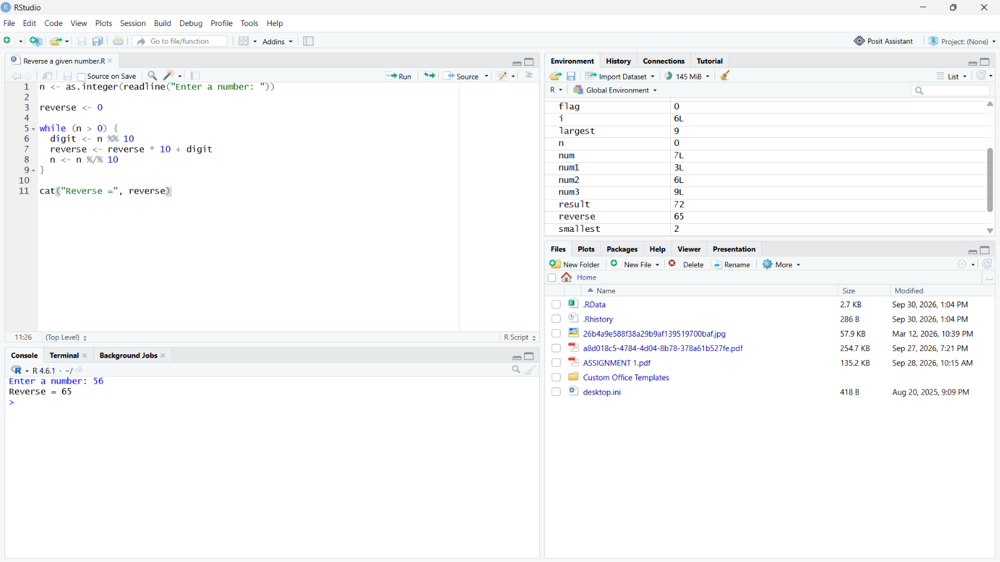 RStudio
File Edit Code View Plots Session Build Debug Profile Tools Help
Go to file/function Addins Posit Assistant Project: (None)
Reverse a given number.R
Source on Save Run Source
1 n <- as.integer(readline("Enter a number: "))
2
3 reverse <- 0
4
5 while (n > 0) {
6 digit <- n %% 10
7 reverse <- reverse * 10 + digit
8 n <- n %/% 10
9 }
10
11 cat("Reverse =", reverse)
11:26 (Top Level) R Script
Console Terminal Background Jobs
R 4.6.1 · ~/
Enter a number: 56
Reverse = 65
>
Environment History Connections Tutorial
Import Dataset 145 MiB List
R Global Environment
flag 0
i 6L
largest 9
n 0
num 7L
num1 3L
num2 6L
num3 9L
result 72
reverse 65
smallest 2
Files Plots Packages Help Viewer Presentation
New Folder New File Delete Rename More
Home ...
Name Size Modified
.RData 2.7 KB Sep 30, 2026, 1:04 PM
.Rhistory 286 B Sep 30, 2026, 1:04 PM
26b4a9e588f38a29b9af139519700baf.jpg 57.9 KB Mar 12, 2026, 10:39 PM
a8d018c5-4784-4d04-8b78-378a61b527fe.pdf 254.7 KB Sep 27, 2026, 7:21 PM
ASSIGNMENT 1.pdf 135.2 KB Sep 28, 2026, 10:15 AM
Custom Office Templates
desktop.ini 418 B Aug 20, 2025, 9:09 PM